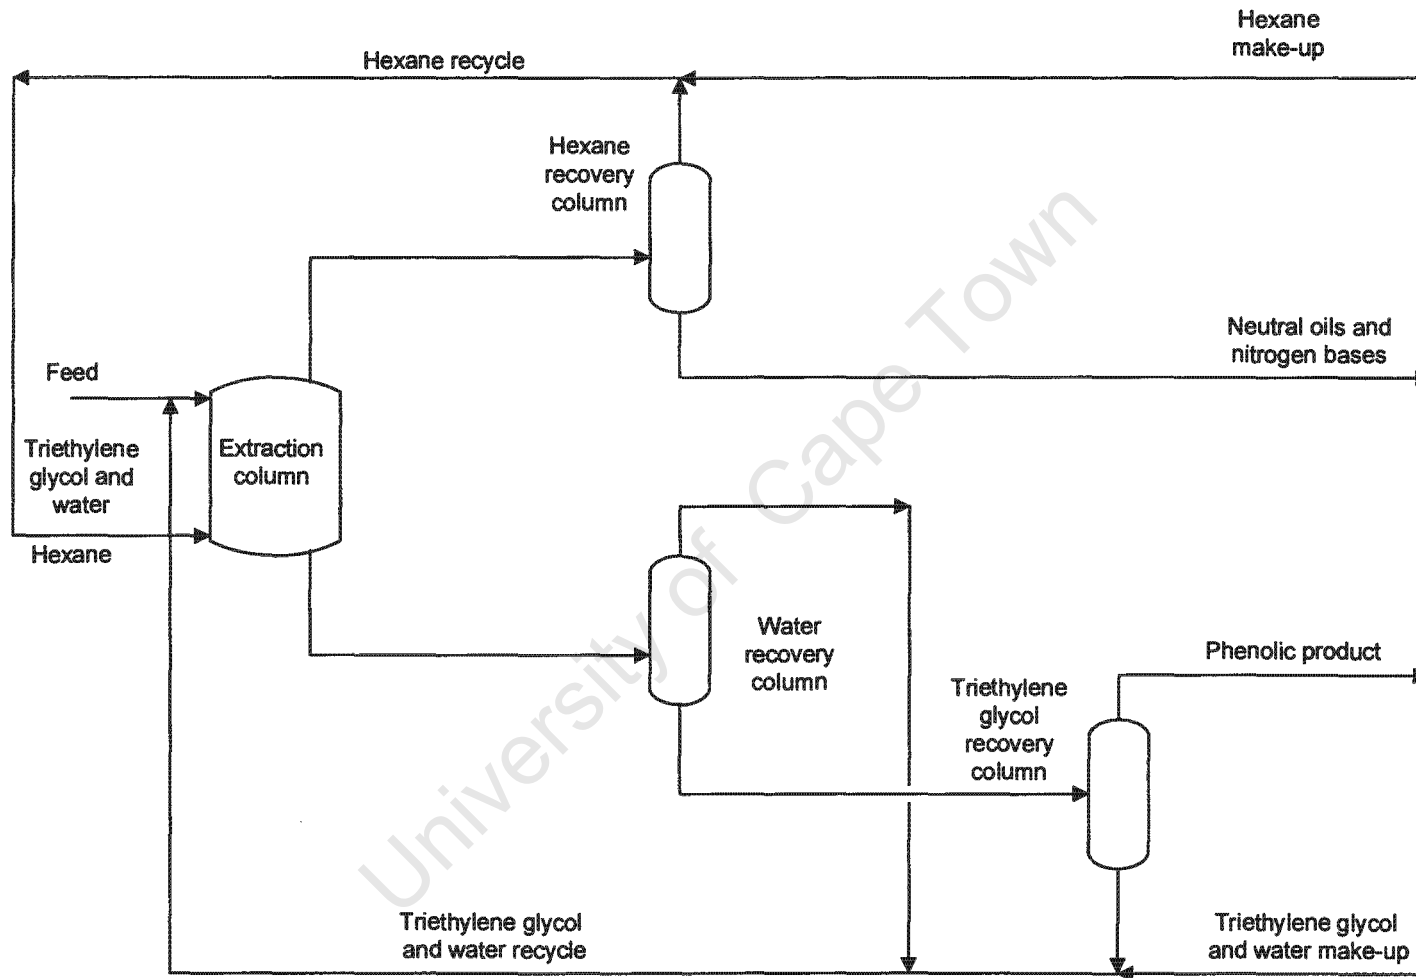 Hexane
make-up
Hexane recycle
Hexane
recovery
column
Neutral oils and
nitrogen bases
Feed
Triethylene
glycol and
water
Extraction
column
Hexane
Water
recovery
column
Phenolic product
Triethylene
glycol
recovery
column
Triethylene glycol
and water recycle
Triethylene glycol
and water make-up
University of Cape Town